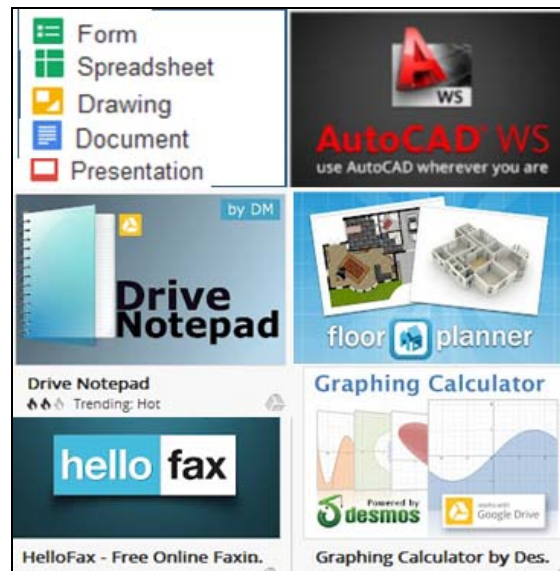 Form
Spreadsheet
Drawing
Document
Presentation
A
WS
AutoCAD® WS
use AutoCAD wherever you are
by DM
Drive
Notepad
Drive Notepad
Trending: Hot
floor planner
hello fax
HelloFax - Free Online Faxin.
Graphing Calculator
Powered by
desmos
works with
Google Drive
Graphing Calculator by Des.